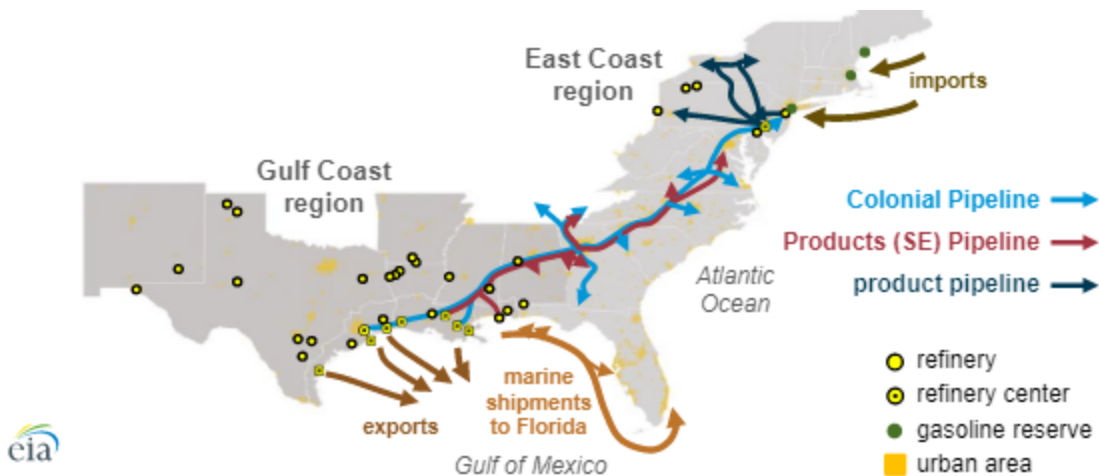 East Coast
region
imports
Gulf Coast
region
Colonial Pipeline
Products (SE) Pipeline
product pipeline
Atlantic
Ocean
refinery
refinery center
gasoline reserve
urban area
marine
shipments
to Florida
exports
Gulf of Mexico
eia